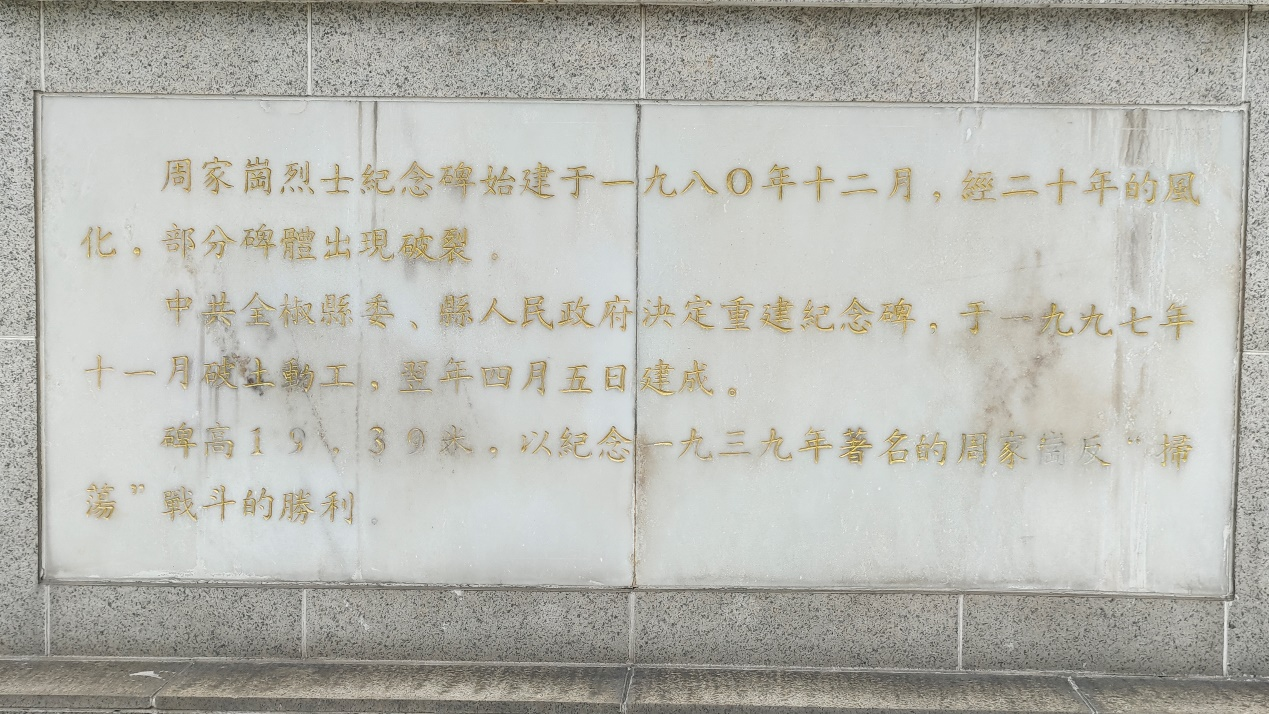 周家崗烈士紀念碑始建于一九八〇年十二月，經二十年的風
化，部分碑體出現破裂。
中共全椒縣委、縣人民政府決定重建紀念碑，于一九九七年
十一月破土動工，翌年四月五日建成。
碑高19，39米，以紀念一九三九年著名的周家崗反“掃
蕩”戰斗的勝利。